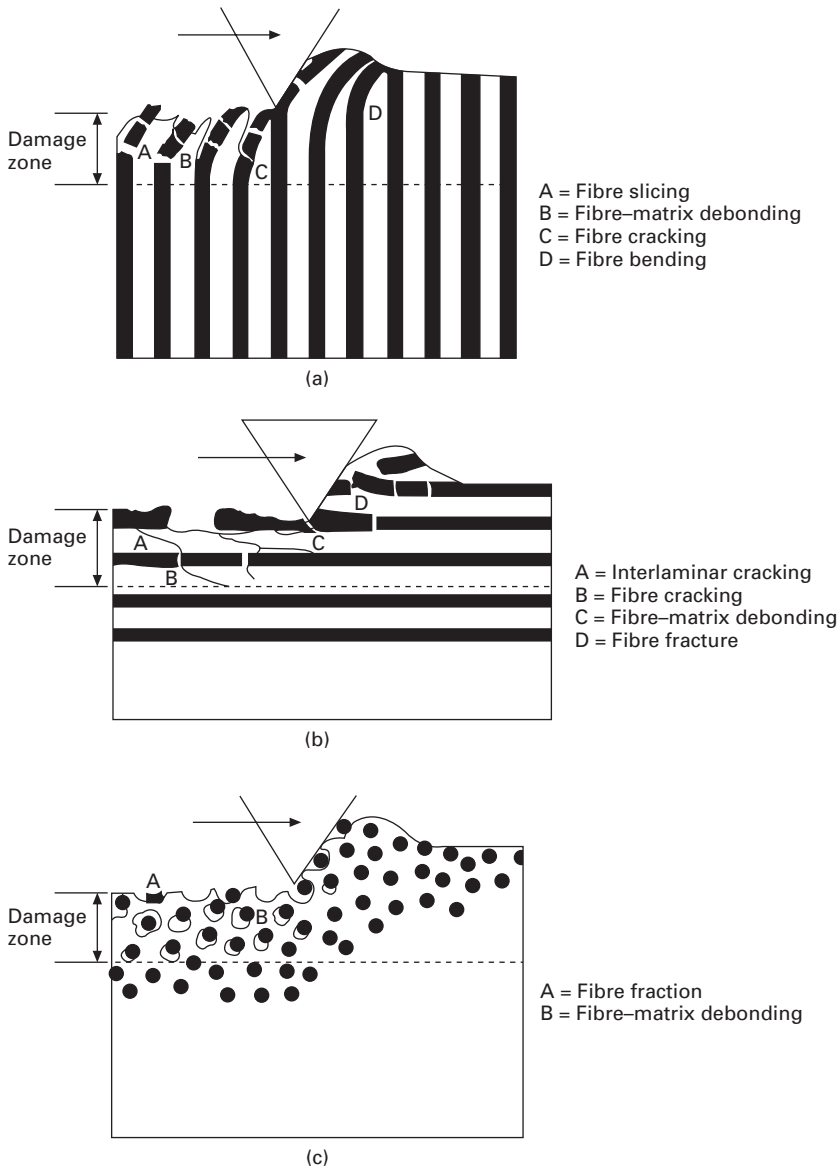 Damage
zone
A
B
C
D
A = Fibre slicing
B = Fibre–matrix debonding
C = Fibre cracking
D = Fibre bending
(a)
Damage
zone
A
B
C
D
A = Interlaminar cracking
B = Fibre cracking
C = Fibre–matrix debonding
D = Fibre fracture
(b)
Damage
zone
A
B
A = Fibre fraction
B = Fibre–matrix debonding
(c)